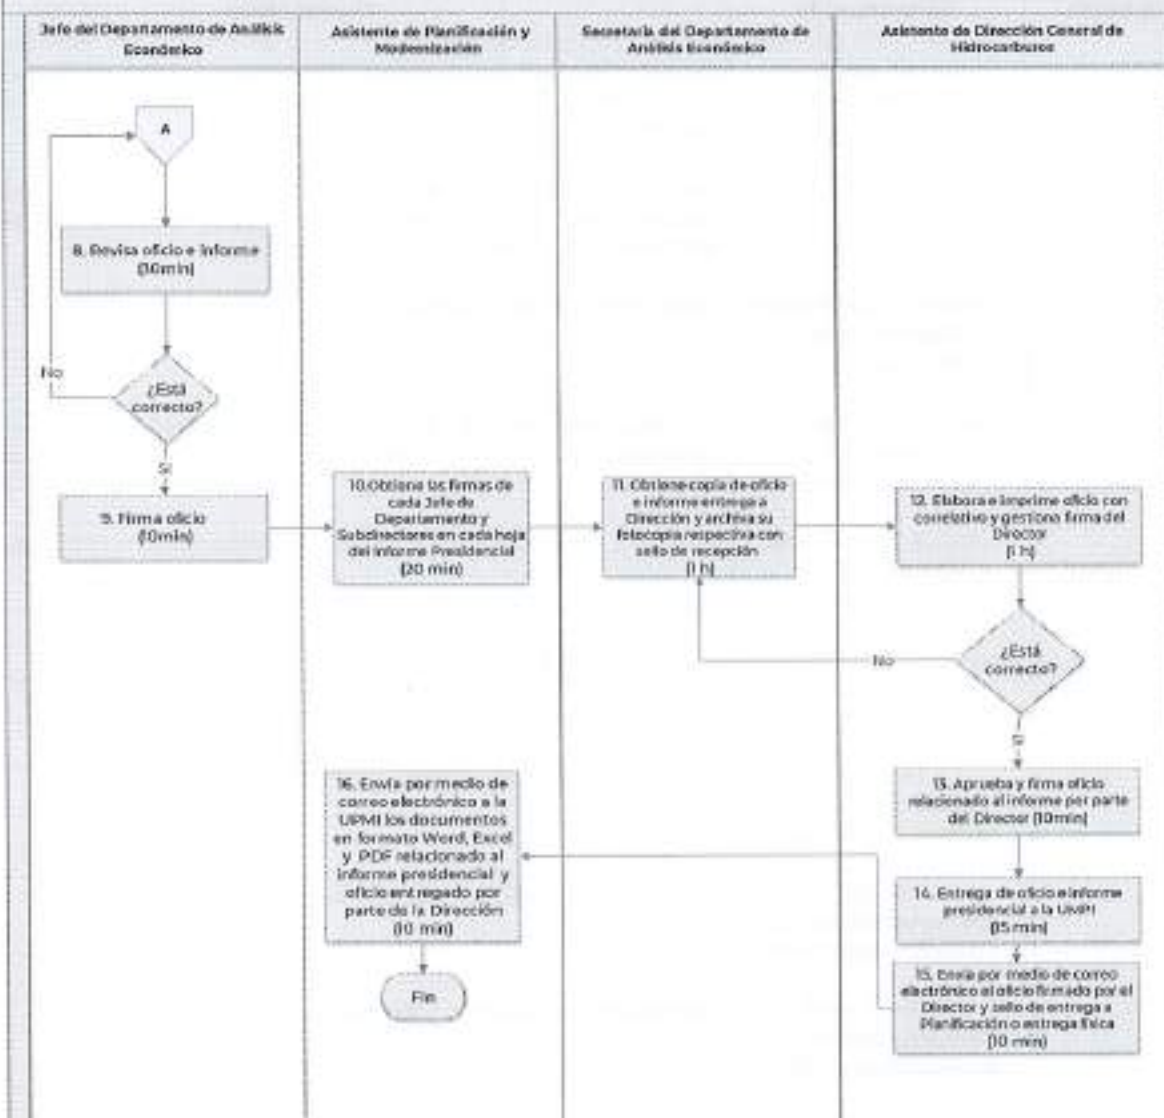 Jefe del Departamento de Análisis
Económico
Asistente de Planificación y
Modernización
Secretaria del Departamento de
Análisis Económico
Asistente de Dirección General de
Hidrocarburos
A
8. Revisa oficio e informe
(30min)
No
¿Está
correcto?
Si
9. Firma oficio
(10min)
10.Obtiene las firmas de
cada Jefe de
Departamento y
Subdirectores en cada hoja
del Informe Presidencial
(20 min)
11. Obtiene copia de oficio
e informe entrega a
Dirección y archiva su
fotocopia respectiva con
sello de recepción
(1 h)
12. Elabora e imprime oficio con
correlativo y gestiona firma del
Director
(1 h)
¿Está
correcto?
No
Si
13. Aprueba y firma oficio
relacionado al informe por parte
del Director (10min)
14. Entrega de oficio e informe
presidencial a la UMPI
(15 min)
15. Envía por medio de correo
electrónico el oficio firmado por el
Director y sello de entrega a
Planificación o entrega física
(10 min)
16. Envía por medio de
correo electrónico a la
UPMI los documentos
en formato Word, Excel
y PDF relacionado al
informe presidencial y
oficio entregado por
parte de la Dirección
(10 min)
Fin